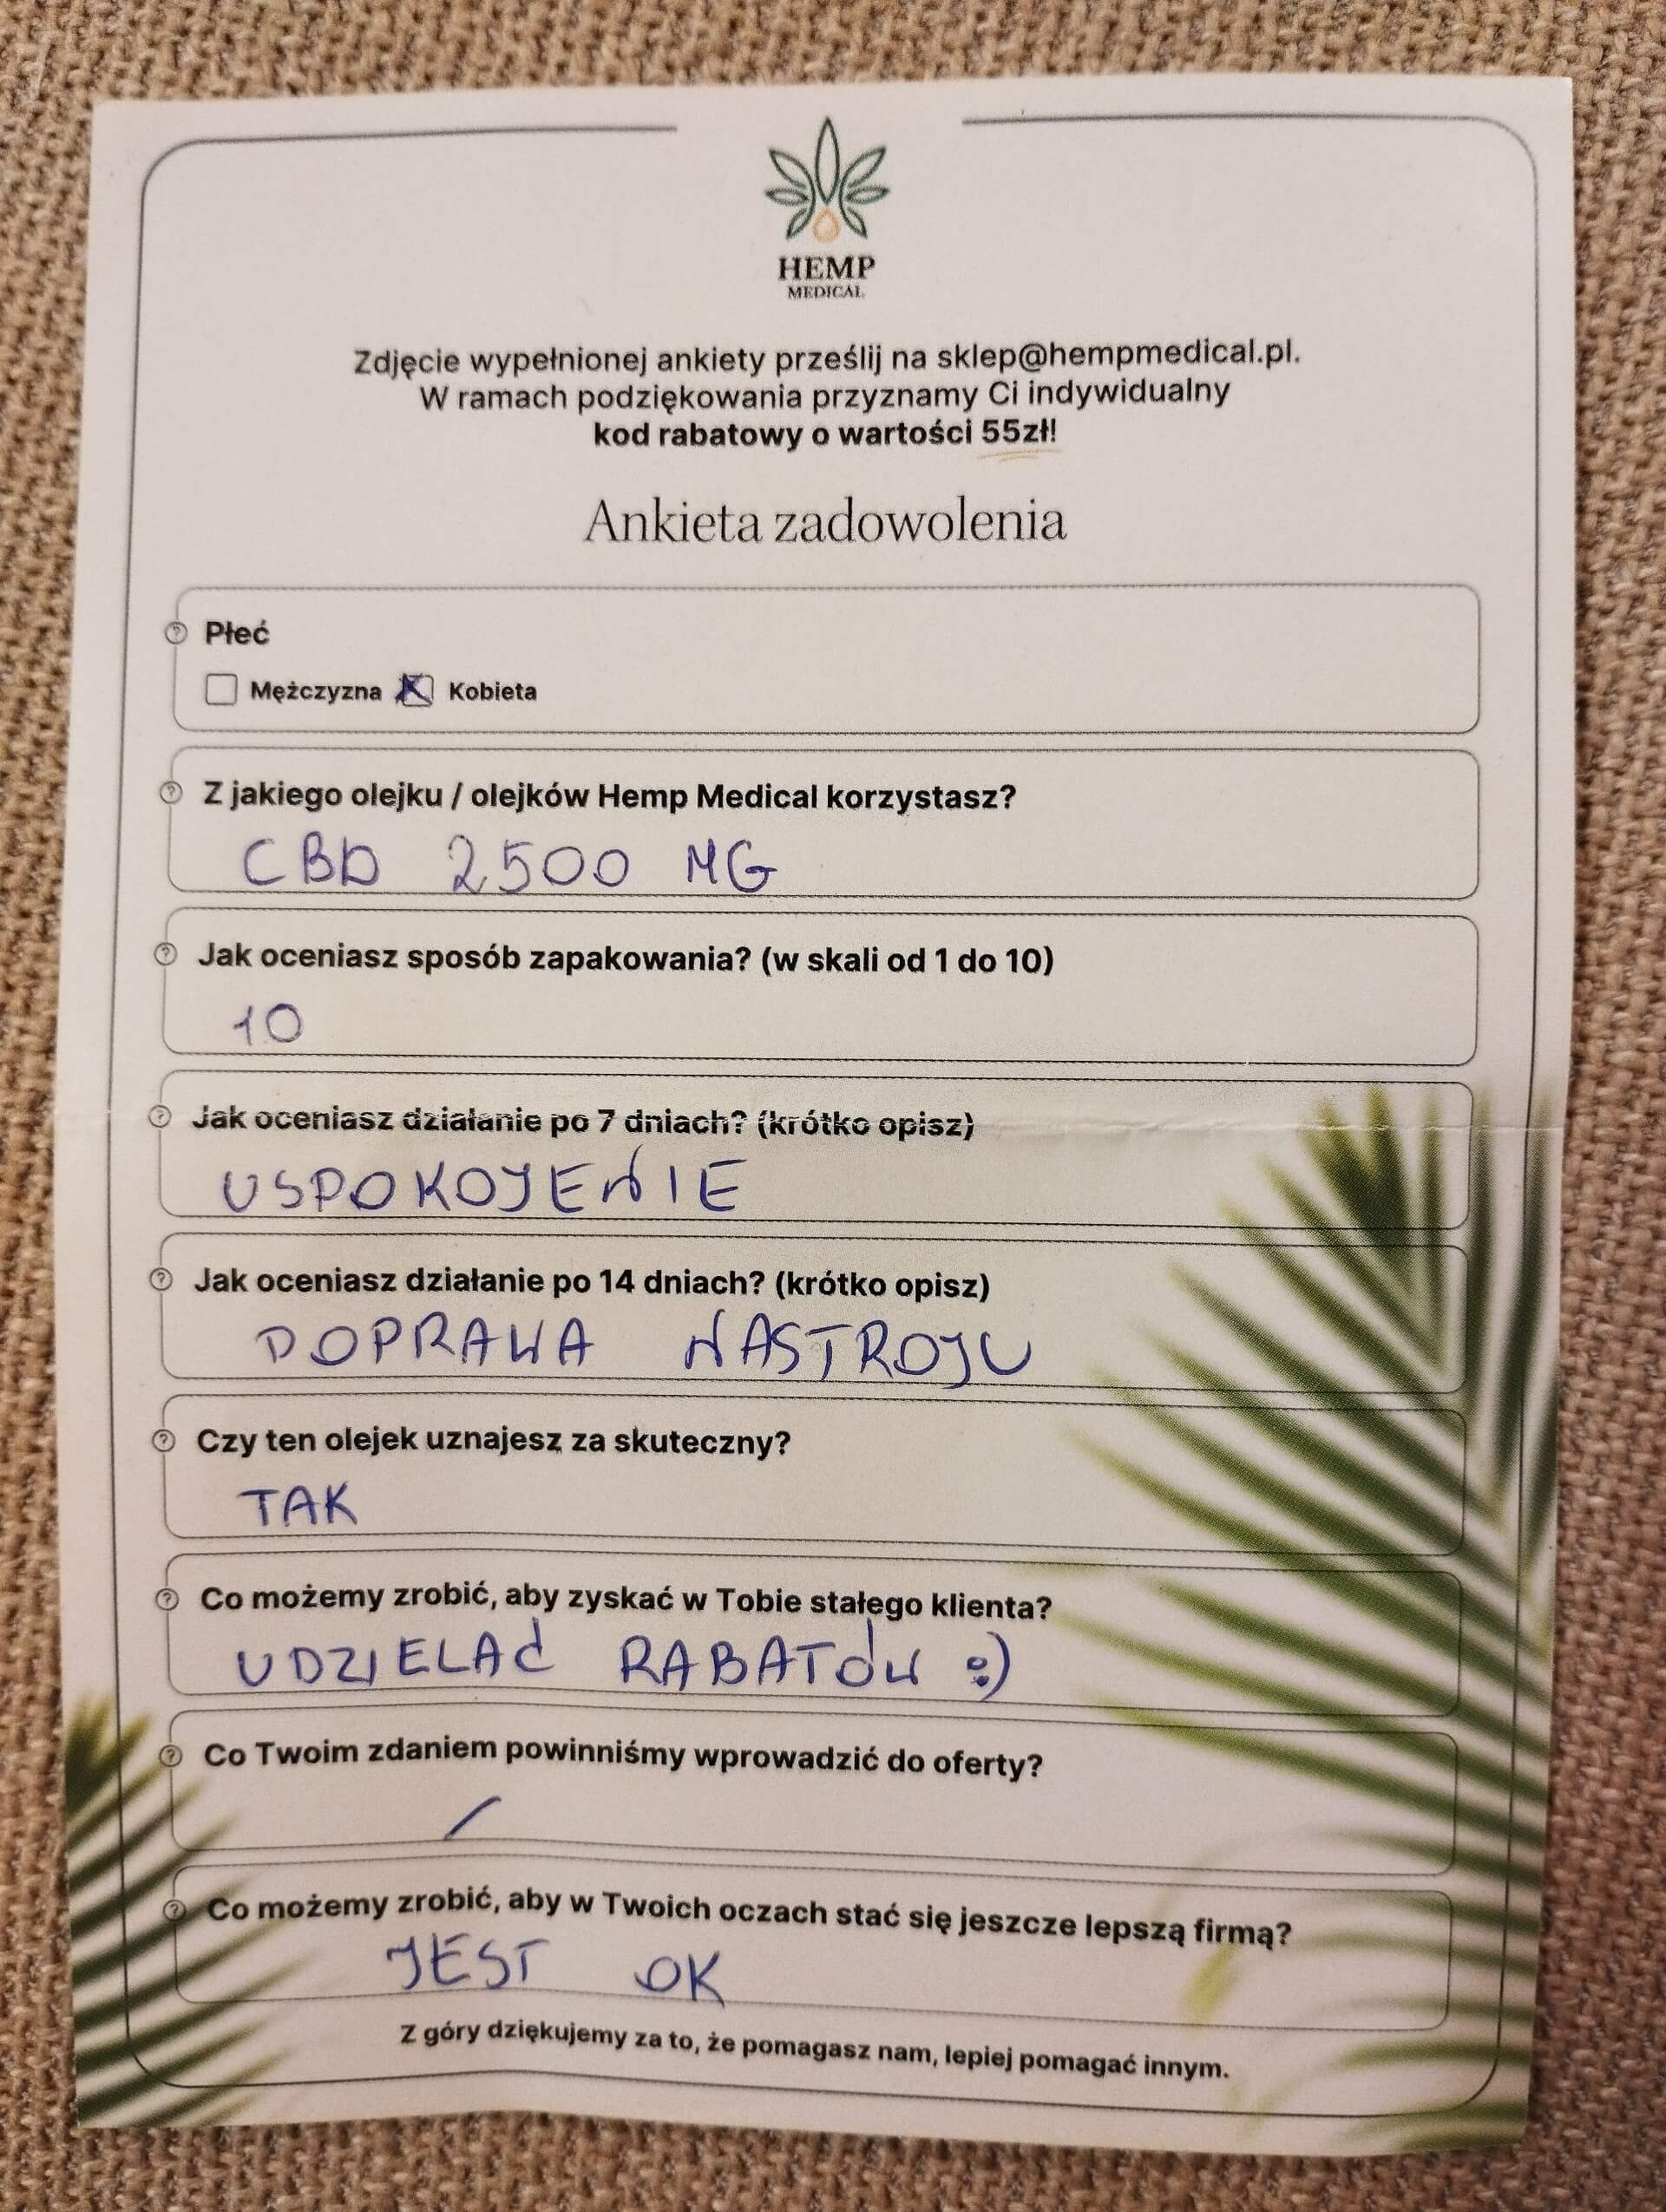 HEMP
MEDICAL
Zdjęcie wypełnionej ankiety prześlij na sklep@hempmedical.pl.
W ramach podziękowania przyznamy Ci indywidualny
kod rabatowy o wartości 55zł!
Ankieta zadowolenia
Płeć
Mężczyzna Kobieta
Z jakiego olejku / olejków Hemp Medical korzystasz?
CBD 2500 MG
Jak oceniasz sposób zapakowania? (w skali od 1 do 10)
10
Jak oceniasz działanie po 7 dniach? (krótko opisz)
USPOKOJENIE
Jak oceniasz działanie po 14 dniach? (krótko opisz)
POPRAWA NASTROJU
Czy ten olejek uznajesz za skuteczny?
TAK
Co możemy zrobić, aby zyskać w Tobie stałego klienta?
UDZIELAĆ RABATÓW :)
Co Twoim zdaniem powinniśmy wprowadzić do oferty?
/
Co możemy zrobić, aby w Twoich oczach stać się jeszcze lepszą firmą?
JEST OK
Z góry dziękujemy za to, że pomagasz nam, lepiej pomagać innym.